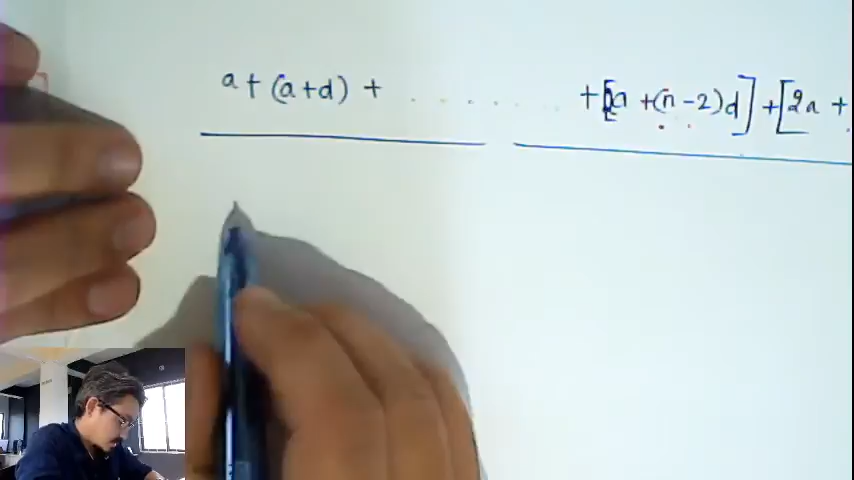 a + (a+d) + . . . . . . . + [a + (n-2)d] + [2a +